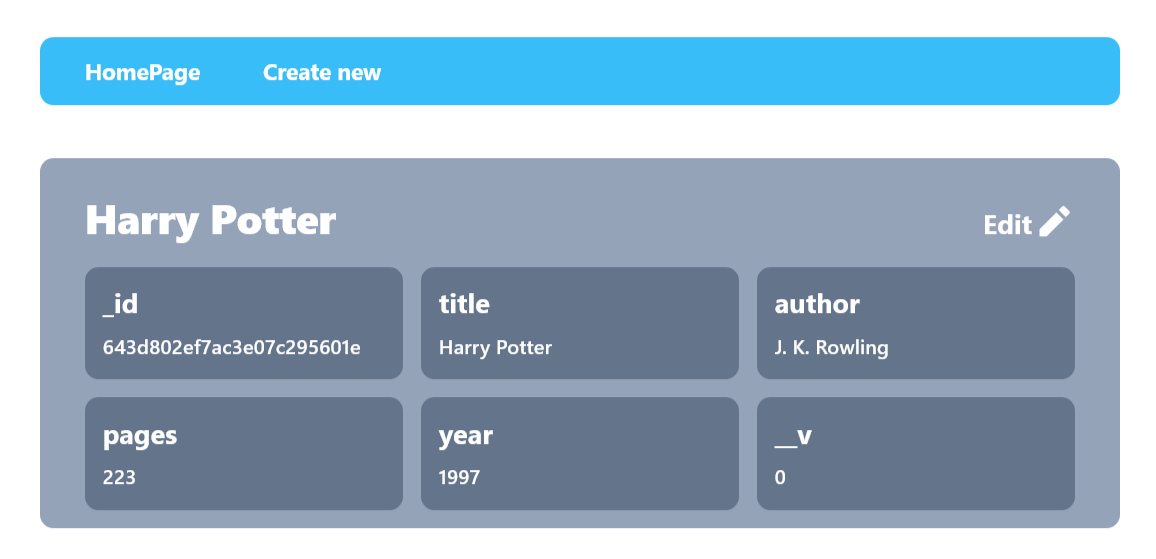 HomePage Create new
Harry Potter
Edit
_id
643d802ef7ac3e07c295601e
title
Harry Potter
author
J. K. Rowling
pages
223
year
1997
__v
0